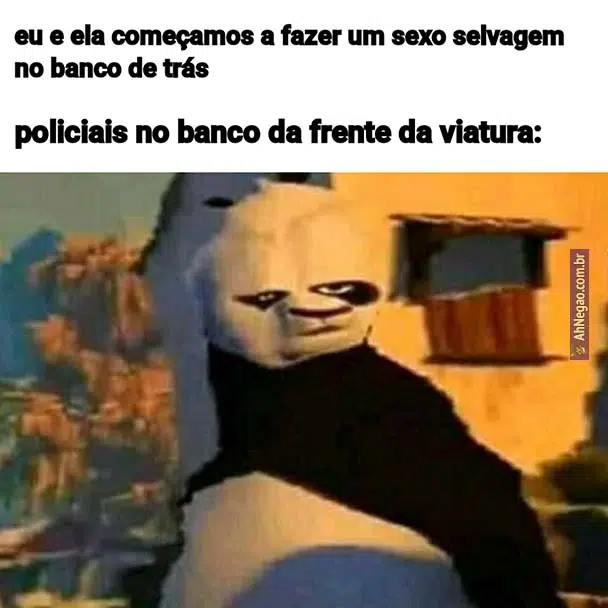 eu e ela começamos a fazer um sexo selvagem
no banco de trás
policiais no banco da frente da viatura:
AhNegao.com.br